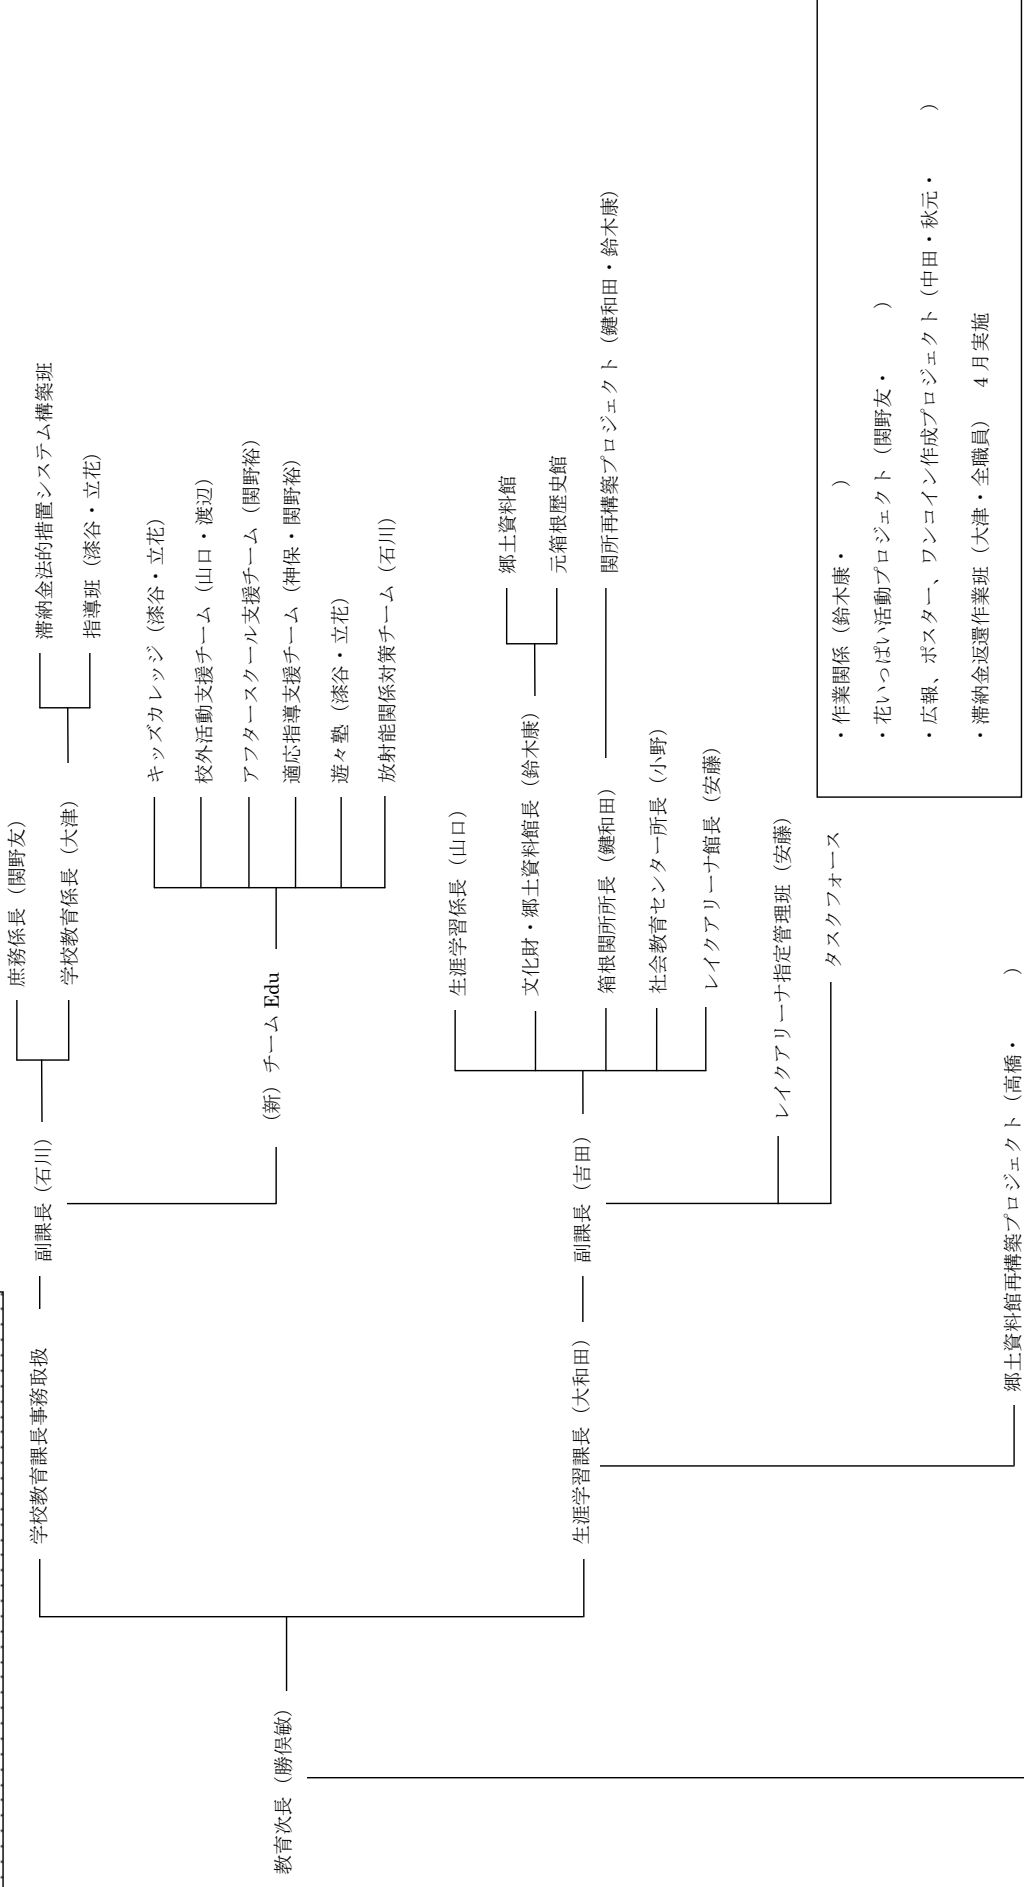 教育次長（勝俣敏）
学校教育課長事務取扱
副課長（石川）
庶務係長（関野友）
学校教育係長（大津）
滞納金法的措置システム構築班
指導班（漆谷・立花）
（新）チーム Edu
キッズカレッジ（漆谷・立花）
校外活動支援チーム（山口・渡辺）
アフタースクール支援チーム（関野裕）
適応指導支援チーム（神保・関野裕）
遊々塾（漆谷・立花）
放射能関係対策チーム（石川）
生涯学習課長（大和田）
副課長（吉田）
生涯学習係長（山口）
文化財・郷土資料館長（鈴木康）
郷土資料館
元箱根歴史館
箱根関所所長（鍵和田）
関所再構築プロジェクト（鍵和田・鈴木康）
社会教育センター所長（小野）
レイクアリーナ館長（安藤）
レイクアリーナ指定管理班（安藤）
タスクフォース
・作業関係（鈴木康・　　　）
・花いっぱい活動プロジェクト（関野友・　　　）
・広報、ポスター、ワンコイン作成プロジェクト（中田・秋元・　　　）
・滞納金返還作業班（大津・全職員）　4 月実施
郷土資料館再構築プロジェクト（高橋・　　　）